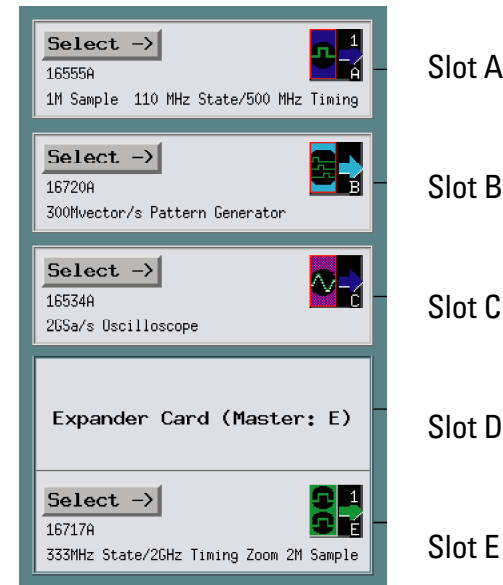 Select ->
1
A
16555A
1M Sample 110 MHz State/500 MHz Timing
Slot A
Select ->
B
16720A
300Mvector/s Pattern Generator
Slot B
Select ->
C
16534A
2GSa/s Oscilloscope
Slot C
Expander Card (Master: E)
Slot D
Select ->
1
E
16717A
333MHz State/2GHz Timing Zoom 2M Sample
Slot E